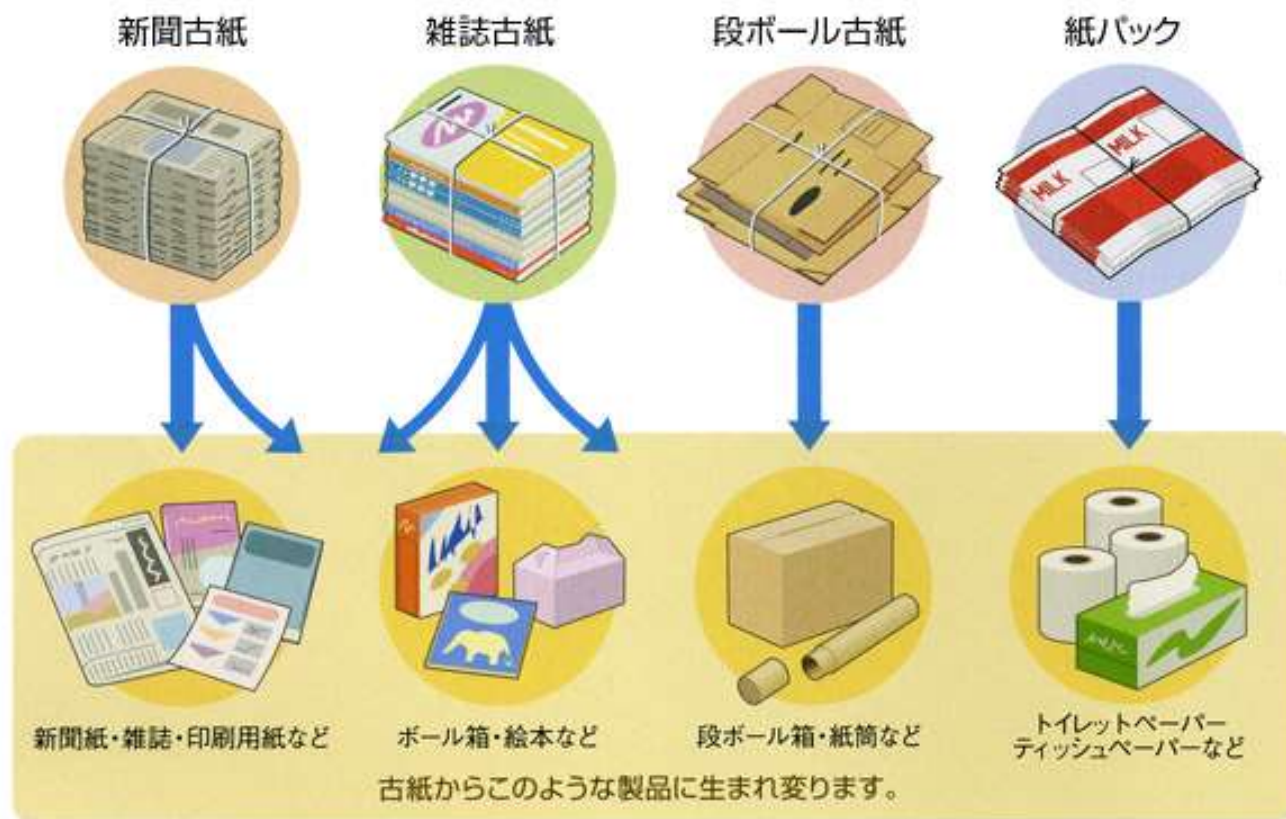 新聞古紙
雑誌古紙
段ボール古紙
紙パック
MILK
MILK
新聞紙・雑誌・印刷用紙など
ボール箱・絵本など
段ボール箱・紙筒など
トイレットペーパー
ティッシュペーパーなど
古紙からこのような製品に生まれ変ります。